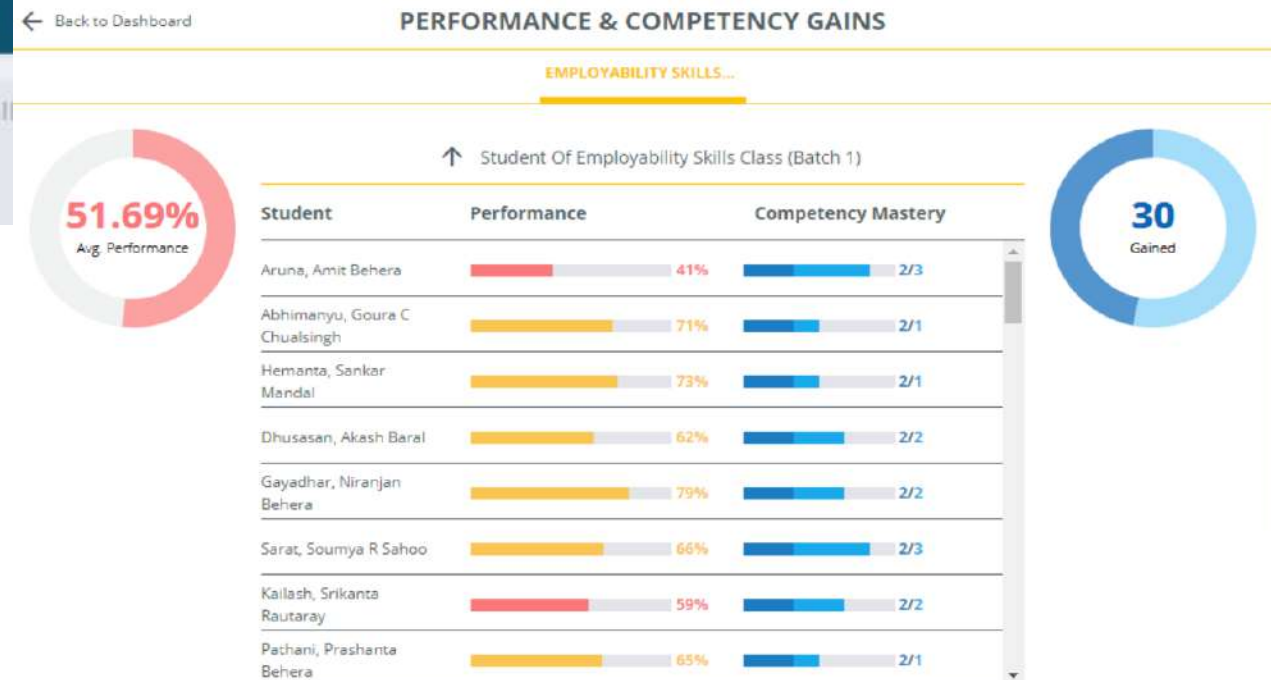 Back to Dashboard
PERFORMANCE & COMPETENCY GAINS
EMPLOYABILITY SKILLS...
51.69%
Avg. Performance
Student Of Employability Skills Class (Batch 1)
30
Gained
Student Performance Competency Mastery
Aruna, Amit Behera 41% 2/3
Abhimanyu, Goura C
Chualsingh 71% 2/1
Hemanta, Sankar
Mandal 73% 2/1
Dhusasan, Akash Baral 62% 2/2
Gayadhar, Niranjan
Behera 79% 2/2
Sarat, Soumya R Sahoo 66% 2/3
Kailash, Srikanta
Rautaray 59% 2/2
Pathani, Prashanta
Behera 65% 2/1